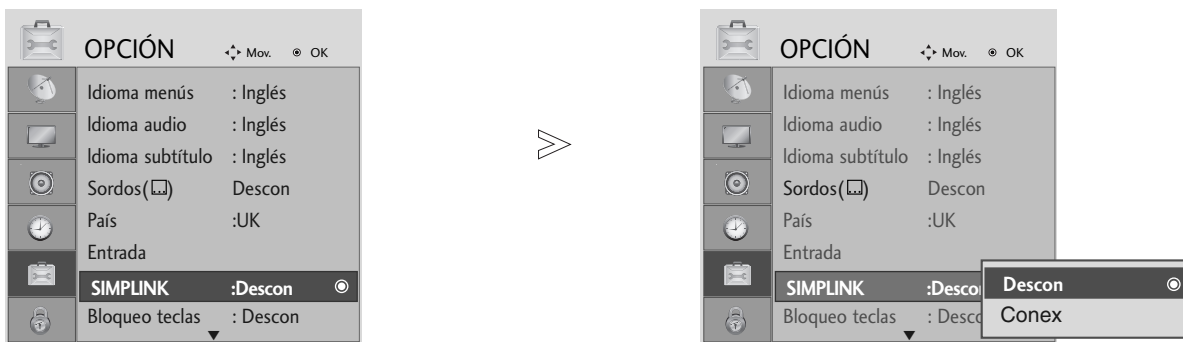 OPCIÓN Mov. OK
Idioma menús : Inglés
Idioma audio : Inglés
Idioma subtítulo : Inglés
Sordos( ) Descon
País :UK
Entrada
SIMPLINK :Descon
Bloqueo teclas : Descon
OPCIÓN Mov. OK
Idioma menús : Inglés
Idioma audio : Inglés
Idioma subtítulo : Inglés
Sordos( ) Descon
País :UK
Entrada
SIMPLINK :Desco
Bloqueo teclas : Desc
Descon
Conex